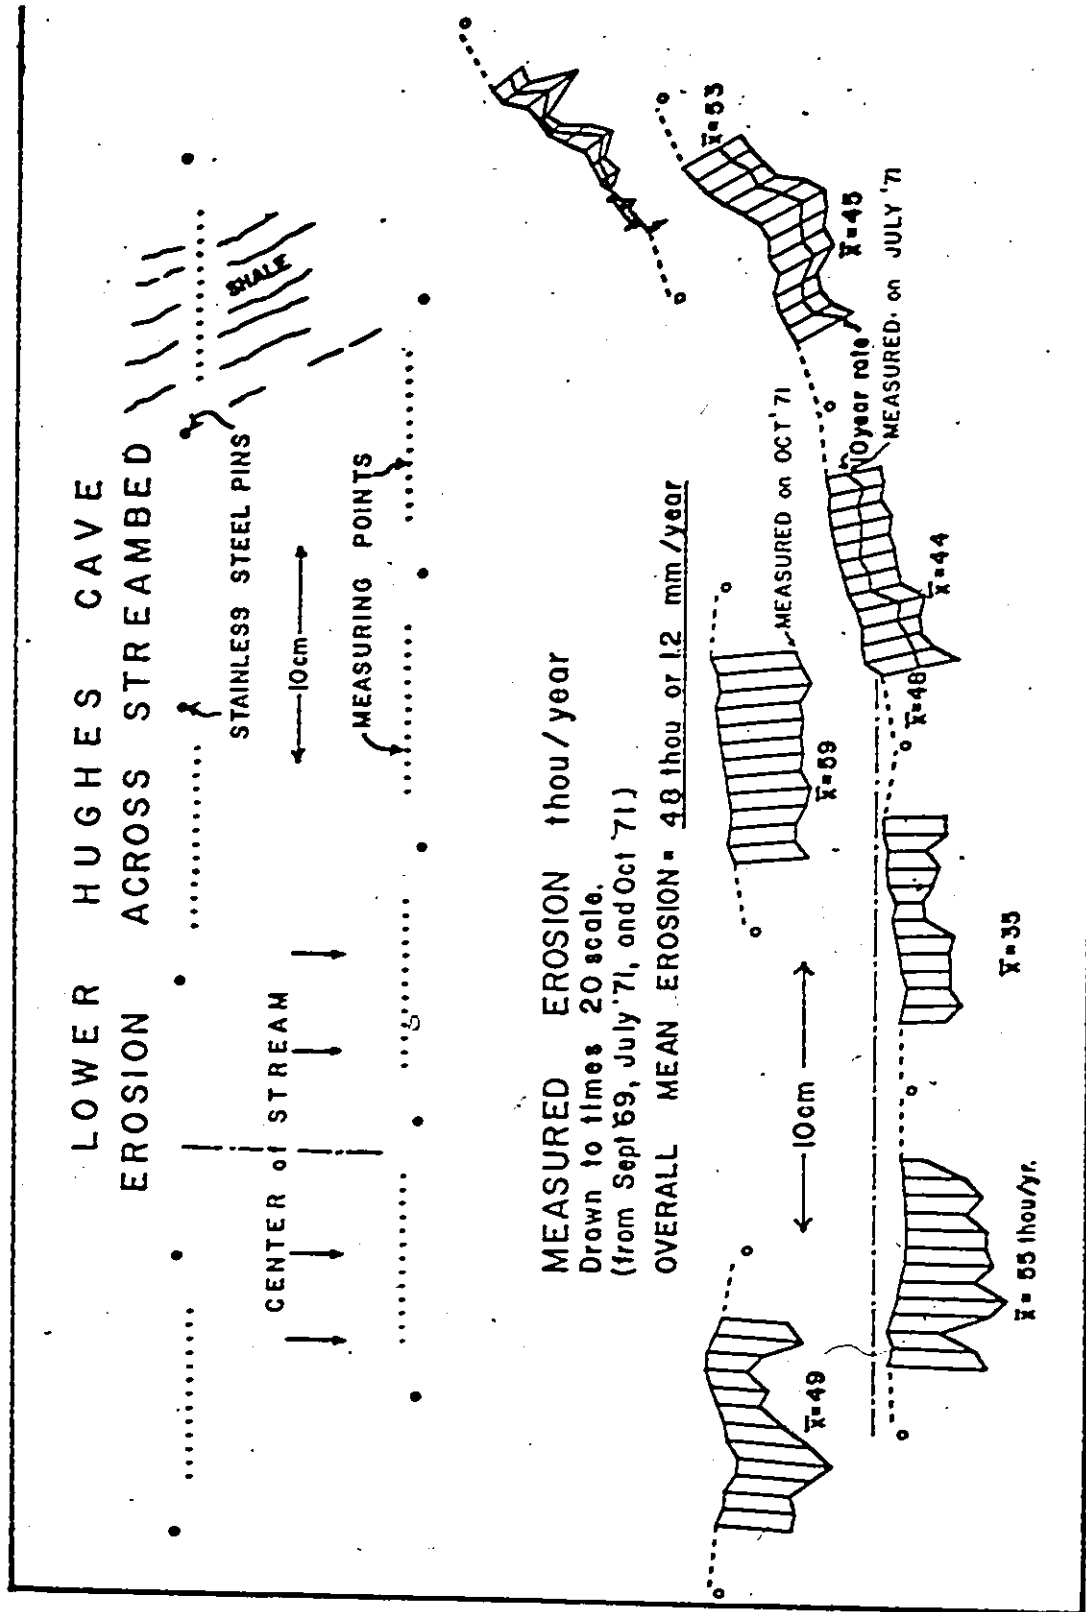 LOWER HUGHES CAVE
EROSION ACROSS STREAMBED
SHALE
STAINLESS STEEL PINS
CENTER of STREAM
10cm
MEASURING POINTS
MEASURED EROSION thou/year
Drawn to times 20 scale.
(from Sept '69, July '71, and Oct '71)
OVERALL MEAN EROSION = 48 thou or 1.2 mm/year
MEASURED on OCT '71
10cm
x̄=49
x̄=59
x̄=53
x̄=45
10 year rate
MEASURED on JULY '71
x̄=48
x̄=44
x̄=35
x̄= 55 thou/yr.